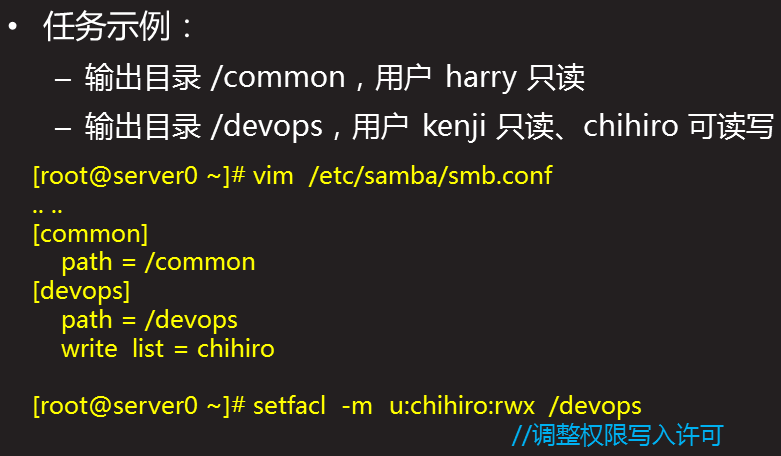 • 任务示例：
– 输出目录 /common，用户 harry 只读
– 输出目录 /devops，用户 kenji 只读、chihiro 可读写
[root@server0 ~]# vim /etc/samba/smb.conf
.. ..
[common]
path = /common
[devops]
path = /devops
write list = chihiro
[root@server0 ~]# setfacl -m u:chihiro:rwx /devops
//调整权限写入许可